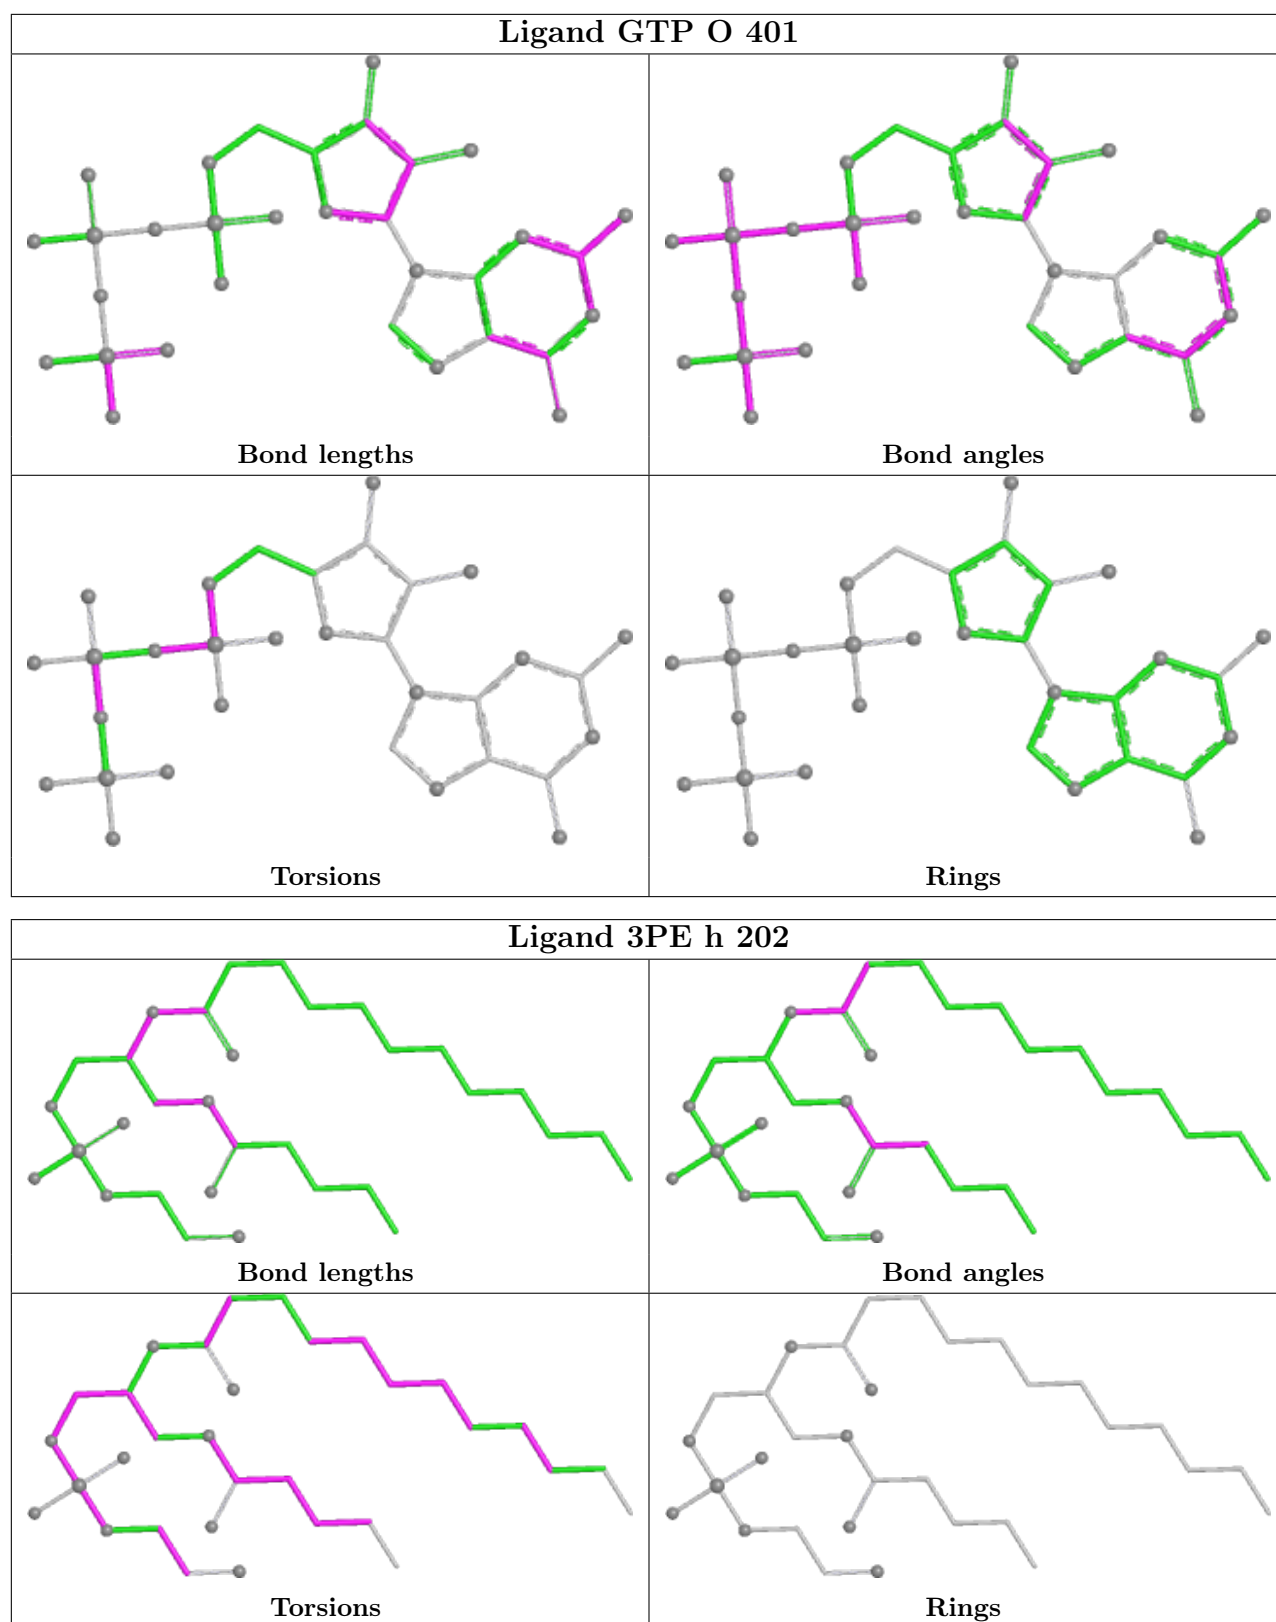 Ligand GTP O 401
Bond lengths
Bond angles
Torsions
Rings
Ligand 3PE h 202
Bond lengths
Bond angles
Torsions
Rings